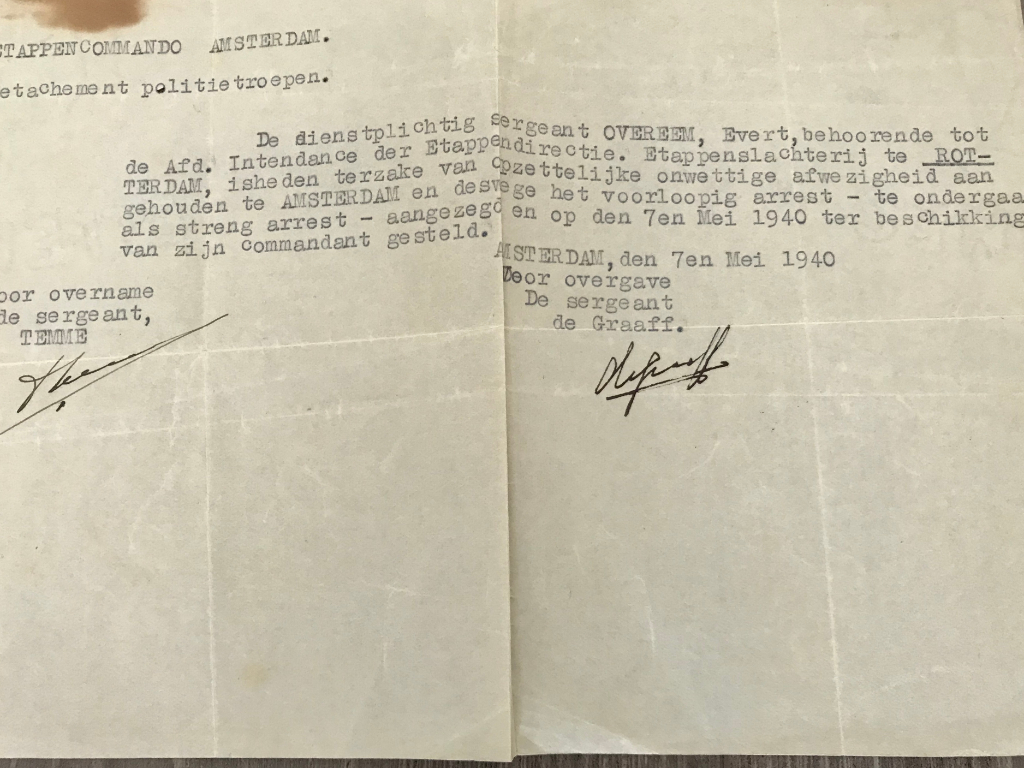 ETAPPENCOMMANDO AMSTERDAM.
etachement politietroepen.
De dienstplichtig sergeant OVEREEM, Evert,behoorende tot
de Afd. Intendance der Etappendirectie. Etappenslachterij te ROT-
TERDAM, isheden terzake van opzettelijke onwettige afwezigheid aan
gehouden te AMSTERDAM en desvege het voorloopig arrest - te ondergaa
als streng arrest - aangezegd en op den 7en Mei 1940 ter beschikking
van zijn commandant gesteld.
AMSTERDAM,den 7en Mei 1940
oor overname
Voor overgave
de sergeant,
De sergeant
TEMME
de Graaff.
deGraaff